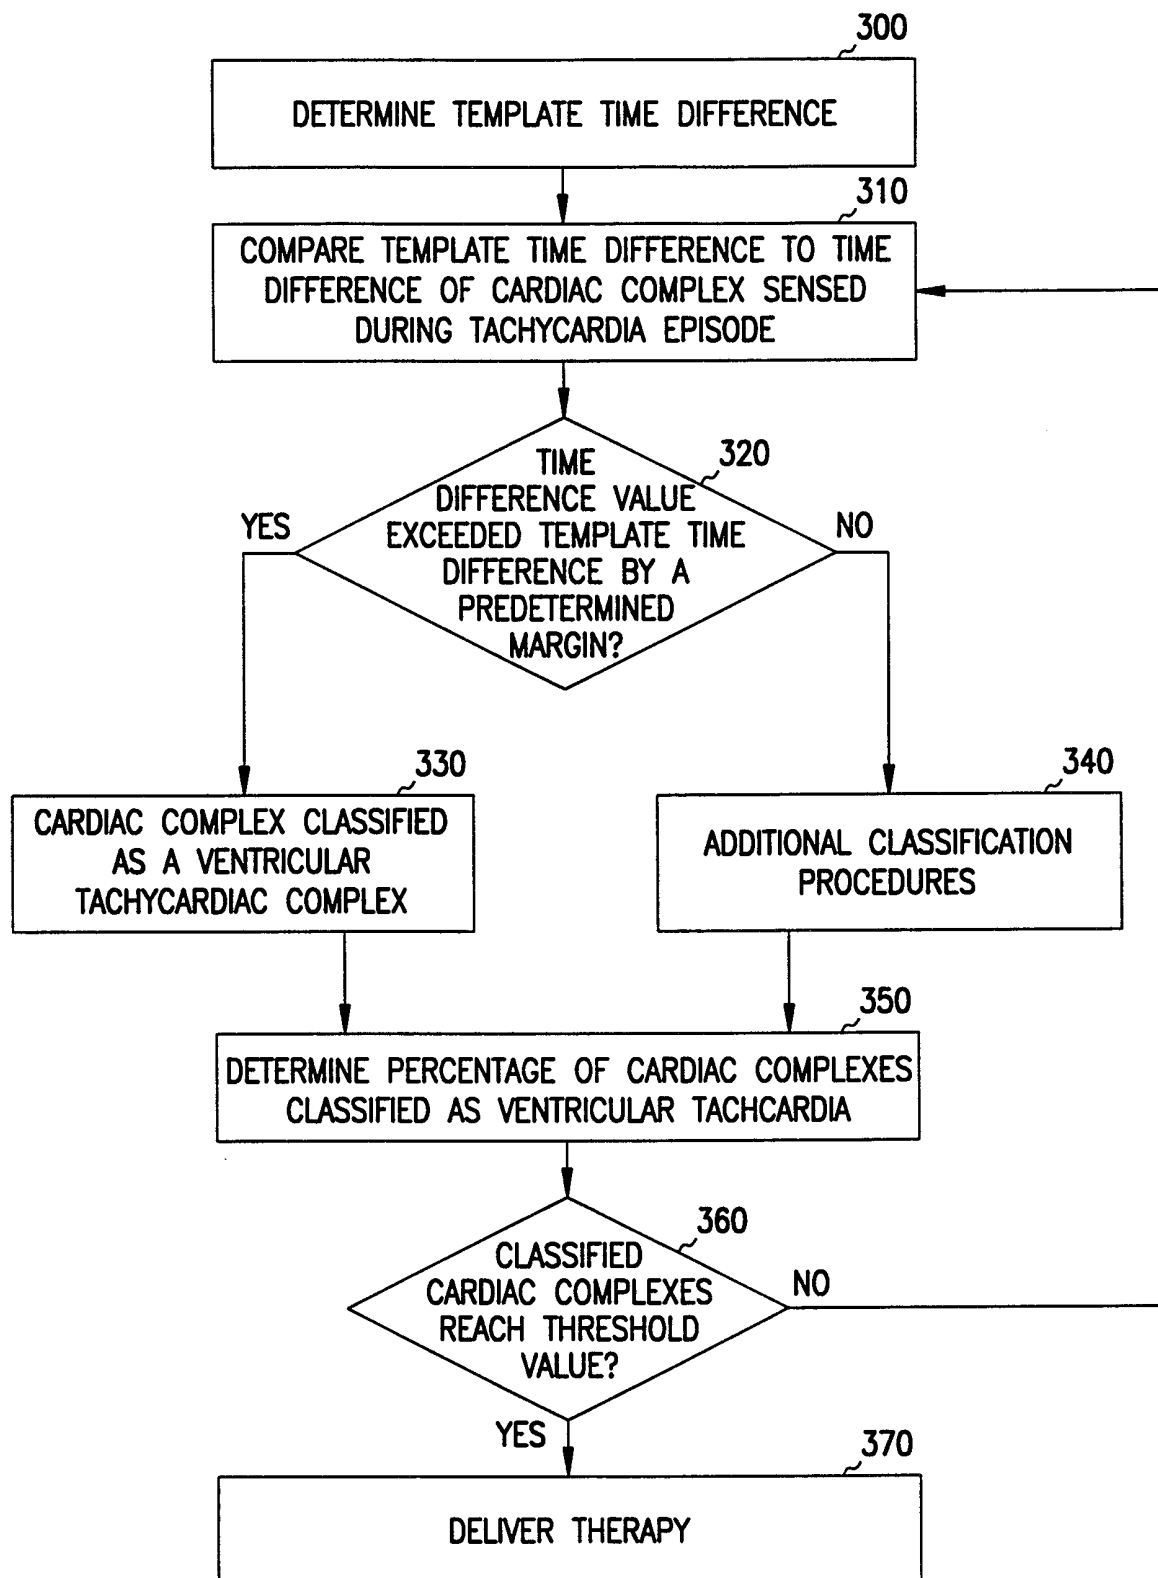 300
DETERMINE TEMPLATE TIME DIFFERENCE
310
COMPARE TEMPLATE TIME DIFFERENCE TO TIME
DIFFERENCE OF CARDIAC COMPLEX SENSED
DURING TACHYCARDIA EPISODE
320
TIME
DIFFERENCE VALUE
EXCEEDED TEMPLATE TIME
DIFFERENCE BY A
PREDETERMINED
MARGIN?
YES
NO
330
CARDIAC COMPLEX CLASSIFIED
AS A VENTRICULAR
TACHYCARDIAC COMPLEX
340
ADDITIONAL CLASSIFICATION
PROCEDURES
350
DETERMINE PERCENTAGE OF CARDIAC COMPLEXES
CLASSIFIED AS VENTRICULAR TACHCARDIA
360
CLASSIFIED
CARDIAC COMPLEXES
REACH THRESHOLD
VALUE?
NO
YES
370
DELIVER THERAPY